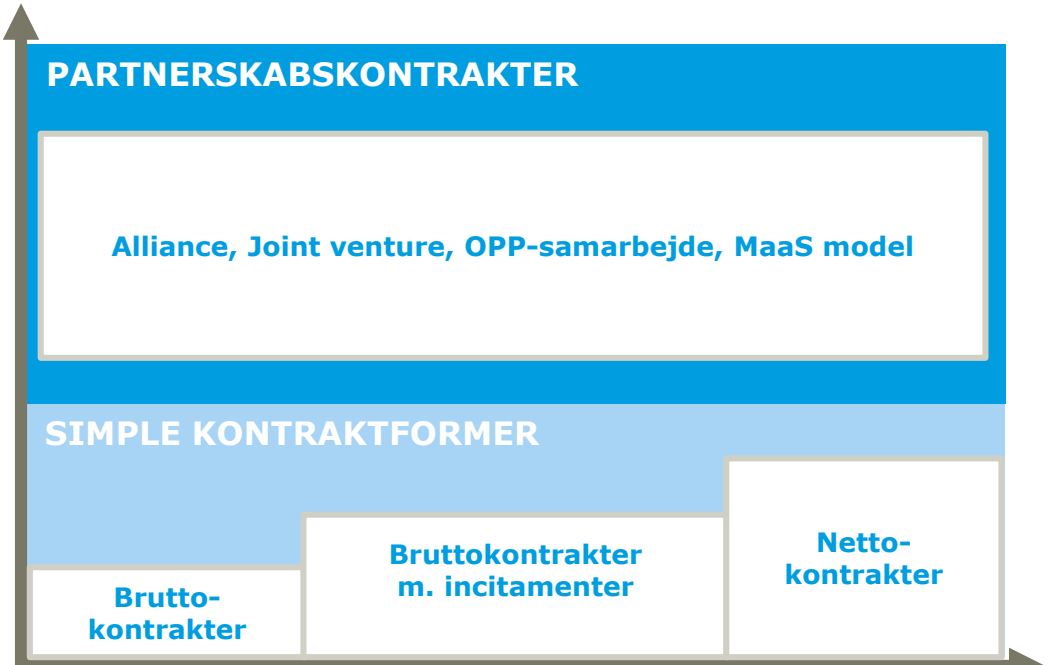 PARTNERSKABSKONTRAKTER
Alliance, Joint venture, OPP-samarbejde, MaaS model
SIMPLE KONTRAKTFORMER
Brutto-
kontrakter
Bruttokontrakter
m. incitamenter
Netto-
kontrakter